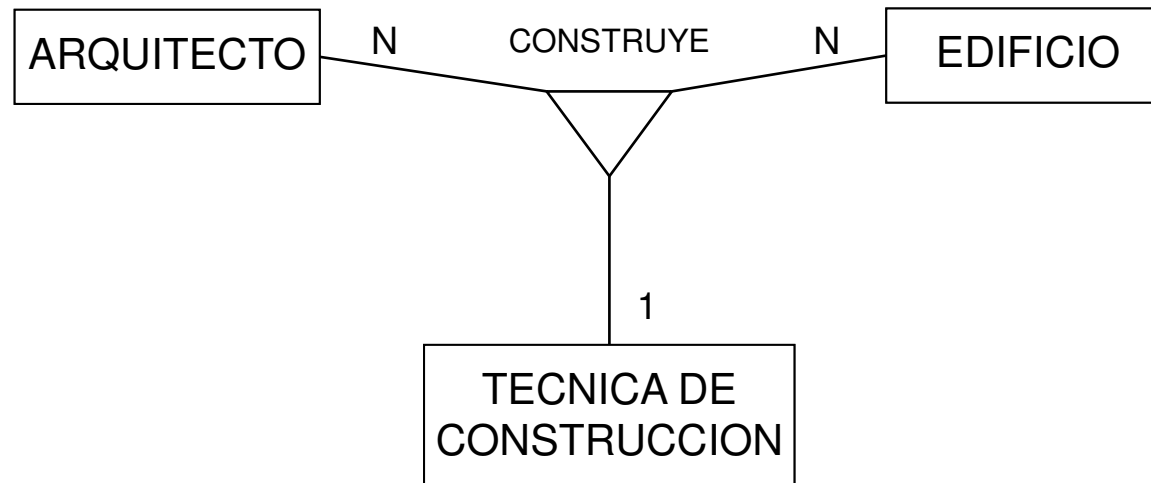 ARQUITECTO
N
CONSTRUYE
N
EDIFICIO
1
TECNICA DE
CONSTRUCCION